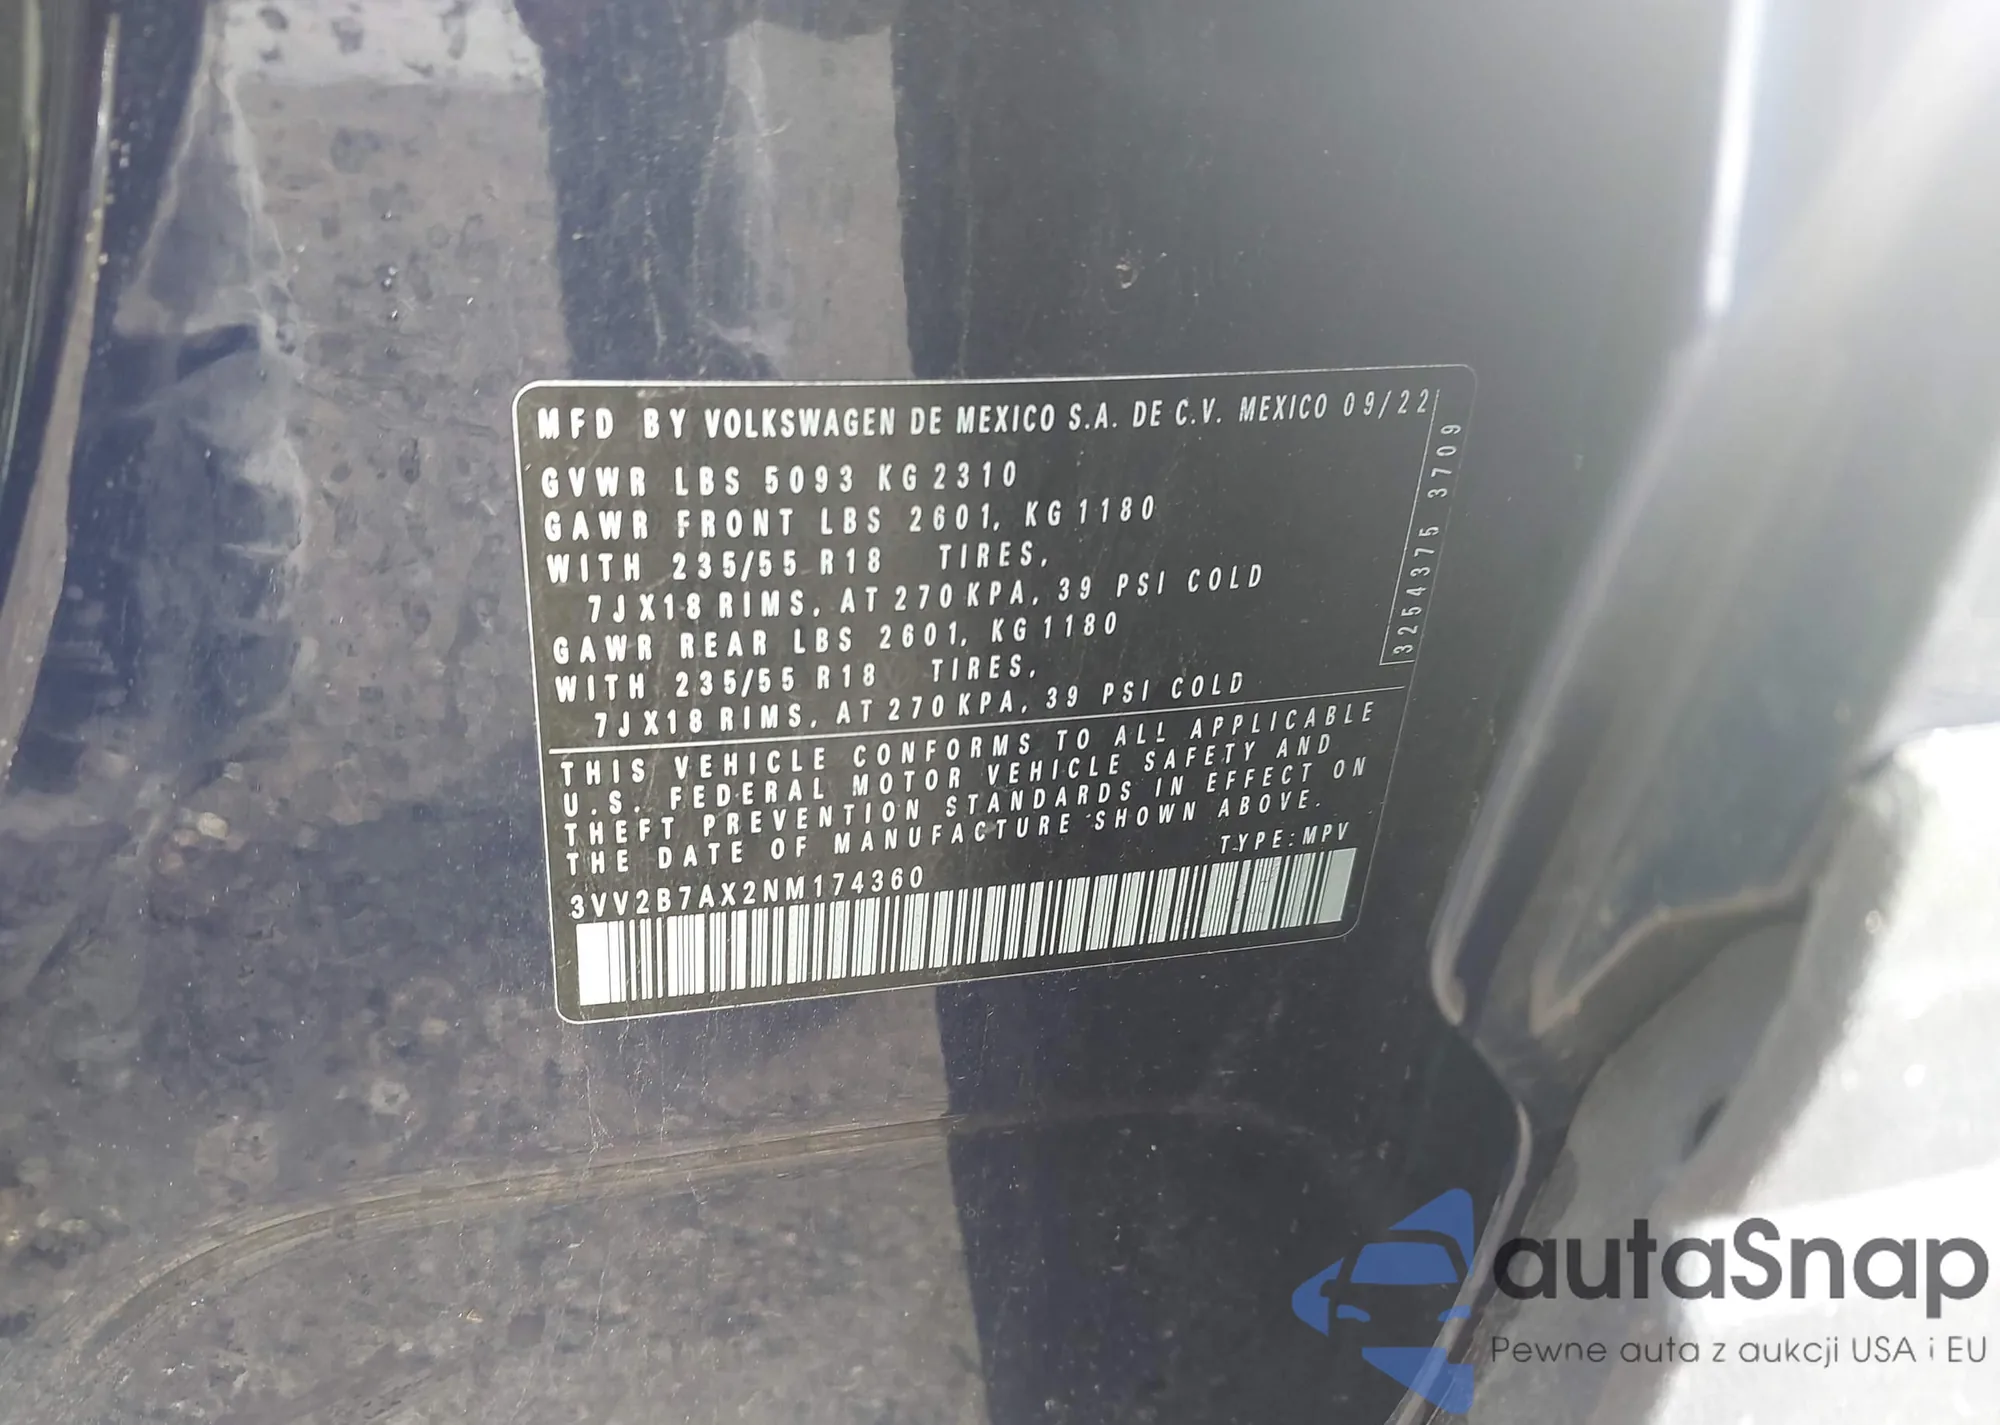 MFD BY VOLKSWAGEN DE MEXICO S.A. DE C.V. MEXICO 09/22
GVWR LBS 5093 KG 2310
GAWR FRONT LBS 2601, KG 1180
WITH 235/55 R18 TIRES,
7JX18 RIMS, AT 270 KPA, 39 PSI COLD
GAWR REAR LBS 2601, KG 1180
WITH 235/55 R18 TIRES,
7JX18 RIMS, AT 270 KPA, 39 PSI COLD
3254375 3709
THIS VEHICLE CONFORMS TO ALL APPLICABLE
U.S. FEDERAL MOTOR VEHICLE SAFETY AND
THEFT PREVENTION STANDARDS IN EFFECT ON
THE DATE OF MANUFACTURE SHOWN ABOVE.
TYPE: MPV
3VV2B7AX2NM174360
autaSnap
Pewne auta z aukcji USA i EU